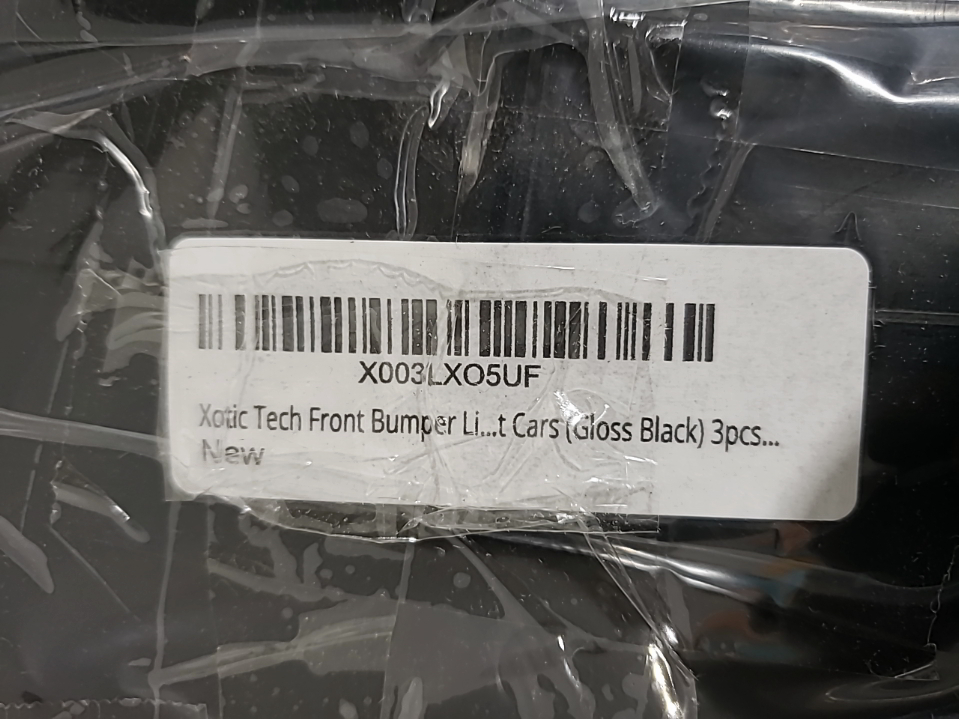 X003LXO5UF
Xotic Tech Front Bumper Li...t Cars (Gloss Black) 3pcs...
New